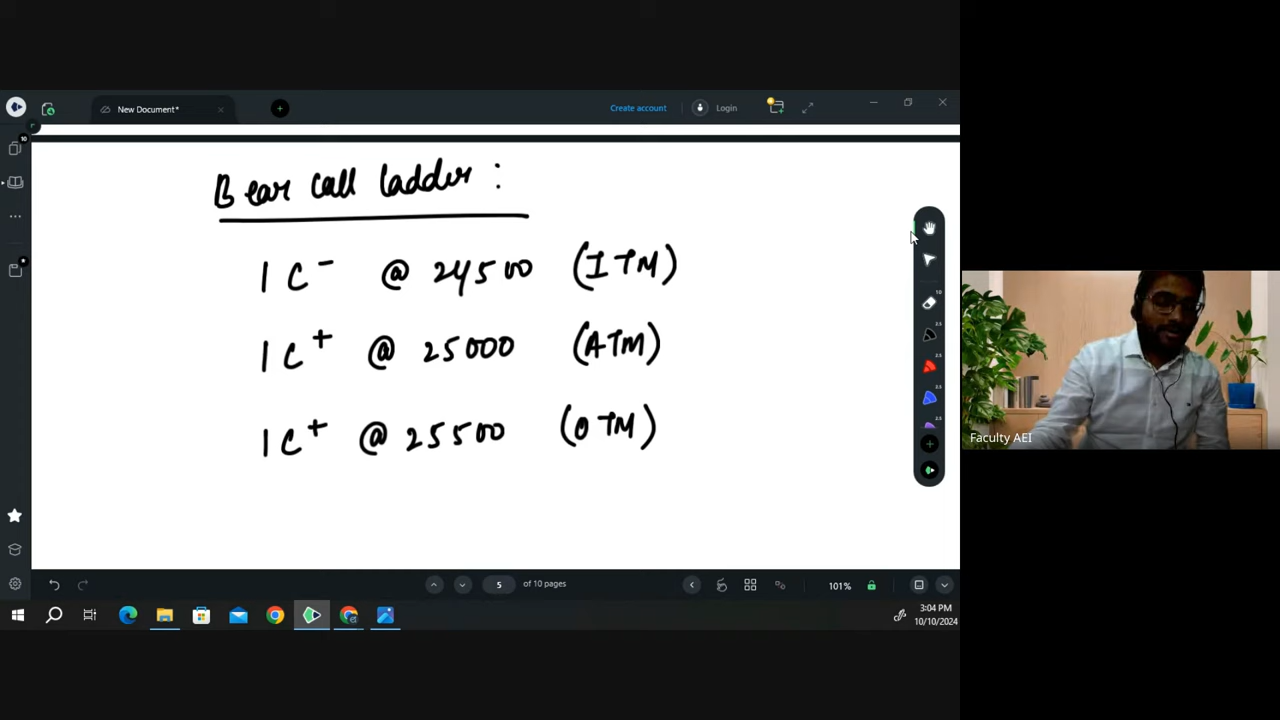 New Document*
Create account
Login
Bear call ladder :
1 C⁻ @ 24500 (ITM)
1 C⁺ @ 25000 (ATM)
1 C⁺ @ 25500 (OTM)
Faculty AEI
5 of 10 pages
101%
3:04 PM
10/10/2024